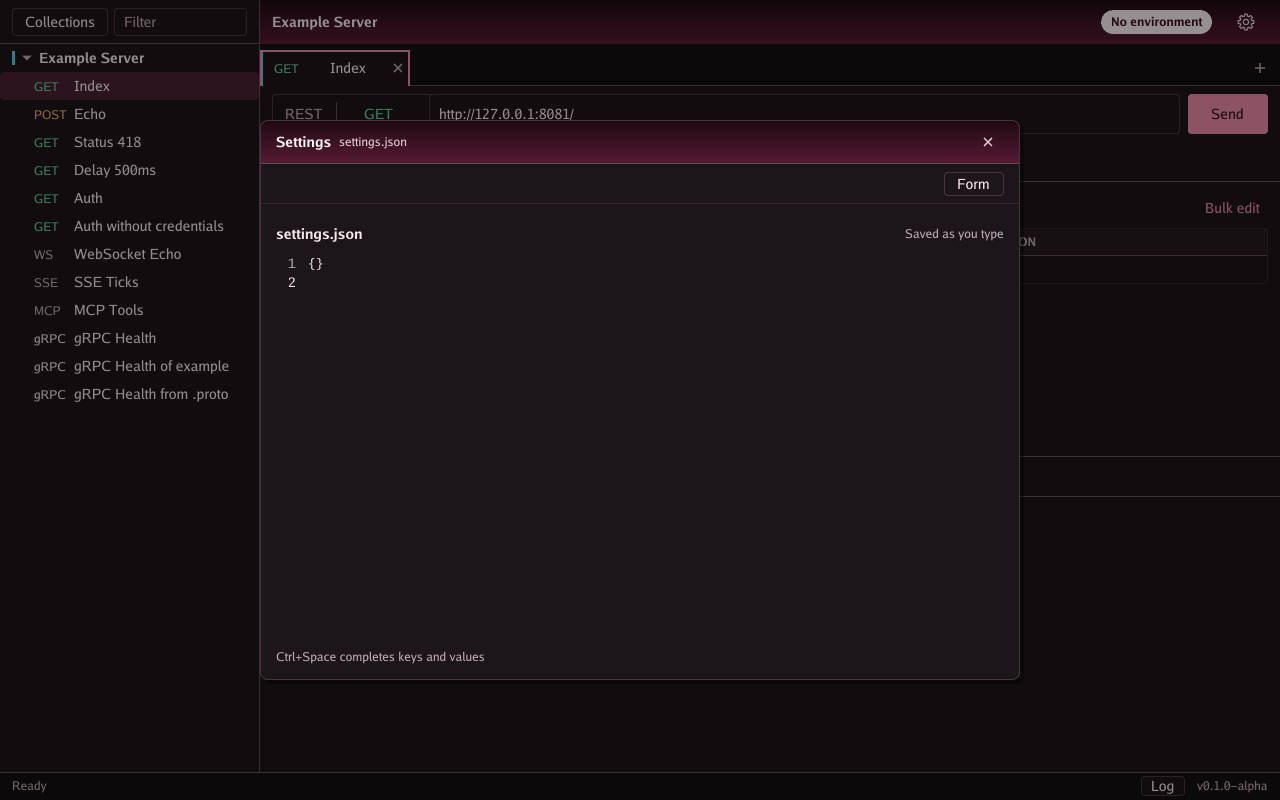 Collections
Filter
Example Server
No environment
Example Server
GET Index
GET Index
POST Echo
GET Status 418
GET Delay 500ms
GET Auth
GET Auth without credentials
WS WebSocket Echo
SSE SSE Ticks
MCP MCP Tools
gRPC gRPC Health
gRPC gRPC Health of example
gRPC gRPC Health from .proto
REST GET http://127.0.0.1:8081/ Send
Settings settings.json
Form
Bulk edit
settings.json Saved as you type
1 {}
2
Ctrl+Space completes keys and values
Ready
Log v0.1.0-alpha